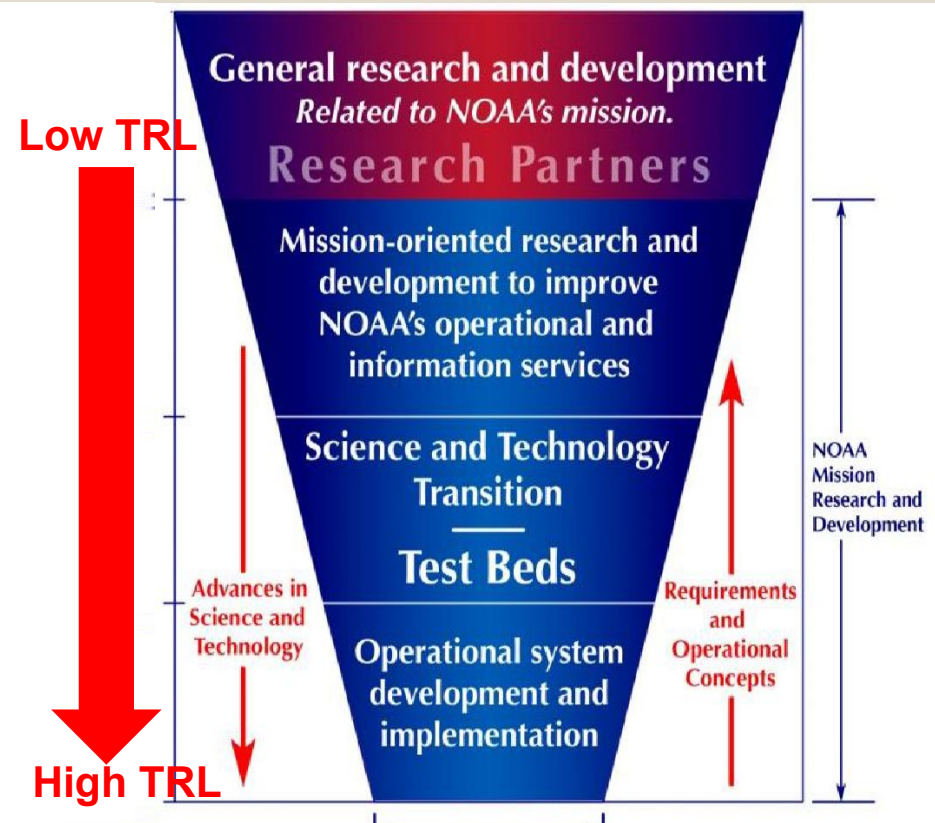 General research and development
Related to NOAA's mission.
Research Partners
Low TRL
Mission-oriented research and
development to improve
NOAA's operational and
information services
Science and Technology
Transition
Test Beds
NOAA
Mission
Research and
Development
Advances in
Science and
Technology
Requirements
and
Operational
Concepts
Operational system
development and
implementation
High TRL